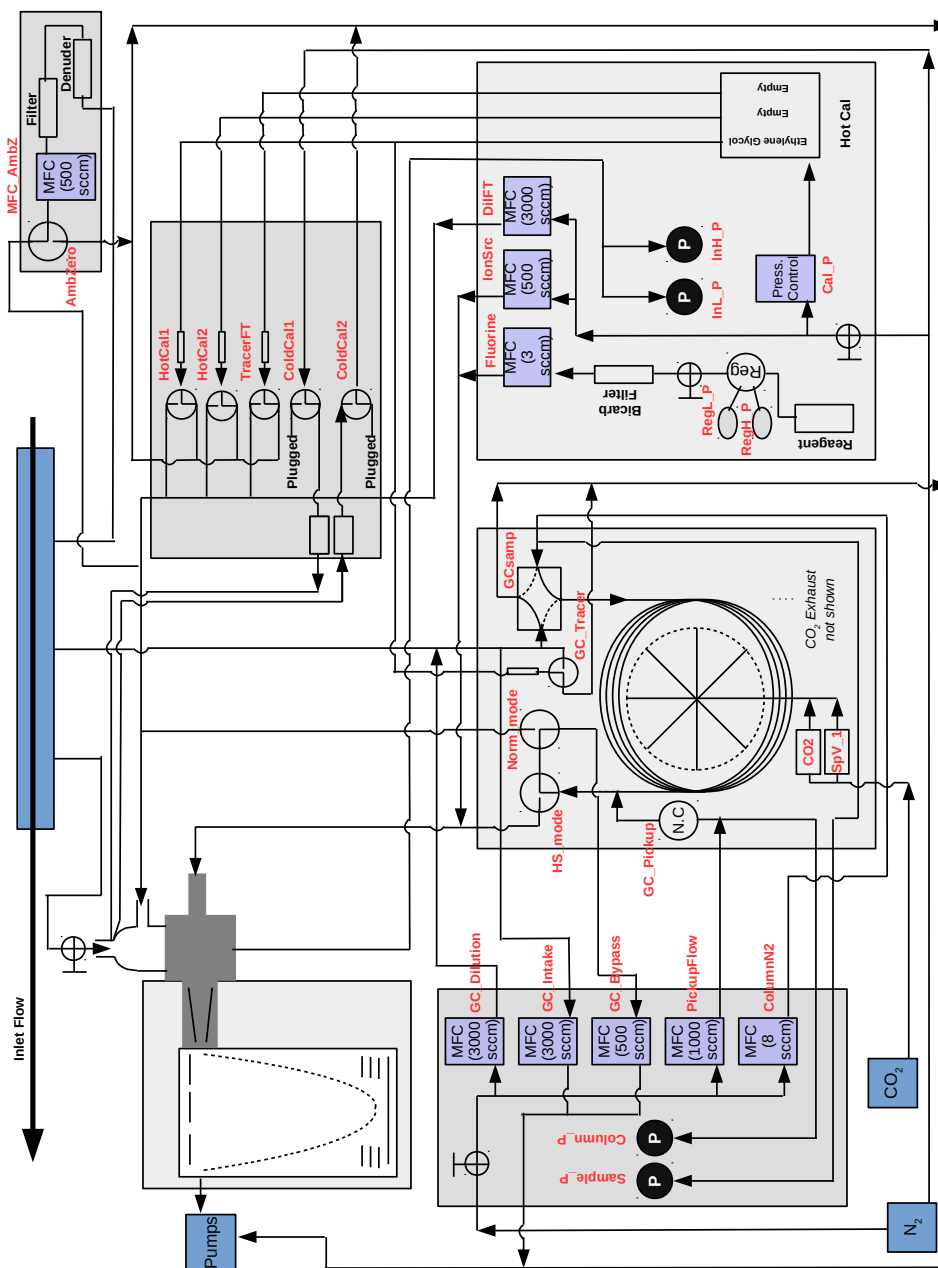 MFC_AmbZ
Filter
Denuder
MFC
(500
sccm)
AmbZero
HotCal1
HotCal2
TracerFT
ColdCal1
ColdCal2
Plugged
Plugged
Empty
Empty
Ethylene Glycol
Hot Cal
DilFT
MFC
(3000
sccm)
IonSrc
MFC
(500
sccm)
Fluorine
MFC
(3
sccm)
P
InH_P
P
InL_P
Press.
Control
Cal_P
Bicarb
Filter
RegL_P
Reg
RegH_P
Reagent
GCsamp
GC_Tracer
CO2 Exhaust
not shown
Norm_mode
HS_mode
GC_Pickup
N.C
CO2
SpV_1
Inlet Flow
GC_Dilution
MFC
(3000
sccm)
GC_Intake
MFC
(3000
sccm)
GC_Bypass
MFC
(500
sccm)
PickupFlow
MFC
(1000
sccm)
ColumnN2
MFC
(8
sccm)
Column_P
P
Sample_P
P
CO2
N2
Pumps